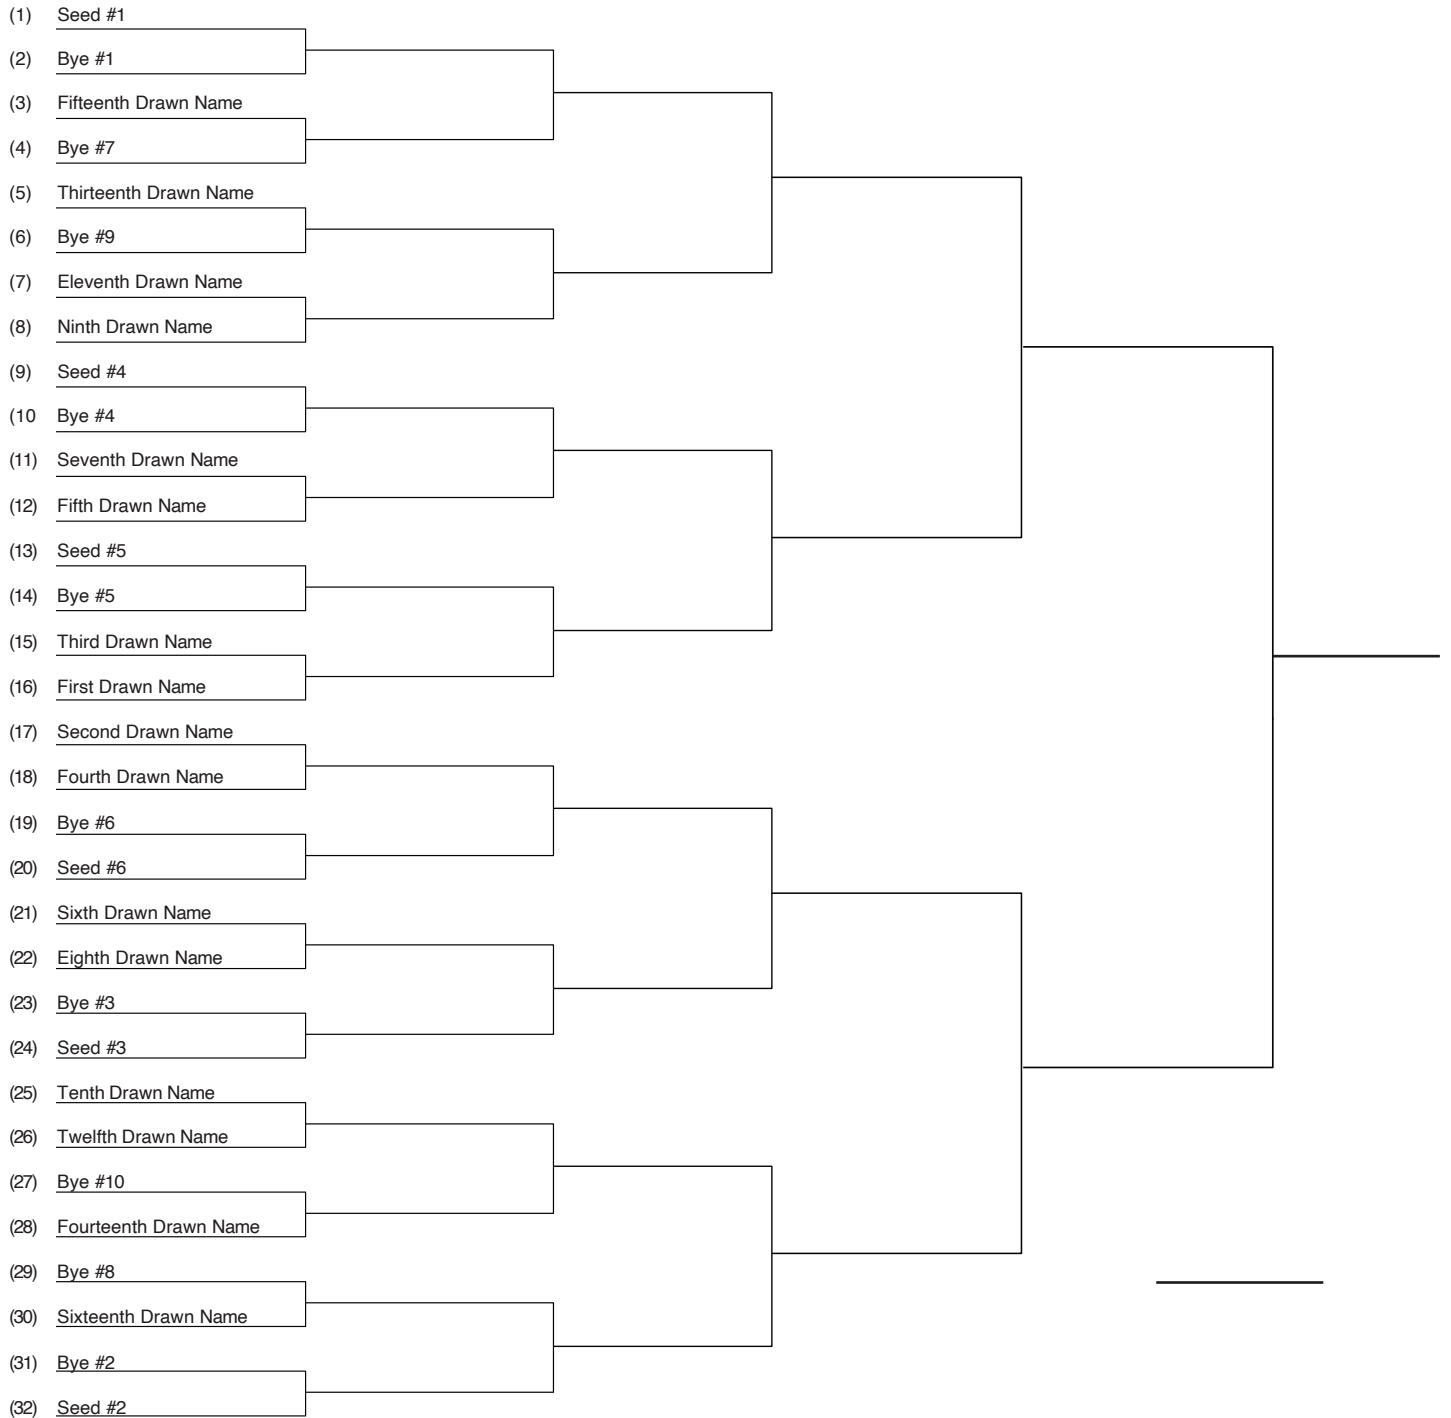 (1) Seed #1
(2) Bye #1
(3) Fifteenth Drawn Name
(4) Bye #7
(5) Thirteenth Drawn Name
(6) Bye #9
(7) Eleventh Drawn Name
(8) Ninth Drawn Name
(9) Seed #4
(10 Bye #4
(11) Seventh Drawn Name
(12) Fifth Drawn Name
(13) Seed #5
(14) Bye #5
(15) Third Drawn Name
(16) First Drawn Name
(17) Second Drawn Name
(18) Fourth Drawn Name
(19) Bye #6
(20) Seed #6
(21) Sixth Drawn Name
(22) Eighth Drawn Name
(23) Bye #3
(24) Seed #3
(25) Tenth Drawn Name
(26) Twelfth Drawn Name
(27) Bye #10
(28) Fourteenth Drawn Name
(29) Bye #8
(30) Sixteenth Drawn Name
(31) Bye #2
(32) Seed #2